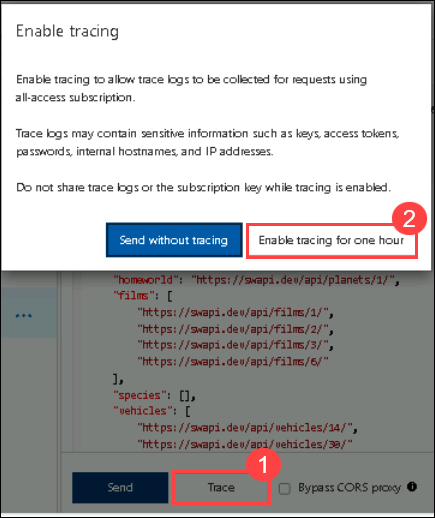 Enable tracing
Enable tracing to allow trace logs to be collected for requests using
all-access subscription.
Trace logs may contain sensitive information such as keys, access tokens,
passwords, internal hostnames, and IP addresses.
Do not share trace logs or the subscription key while tracing is enabled.
2
Send without tracing Enable tracing for one hour
"homeworld": "https://swapi.dev/api/planets/1/",
"films": [
"https://swapi.dev/api/films/1/",
"https://swapi.dev/api/films/2/",
"https://swapi.dev/api/films/3/",
"https://swapi.dev/api/films/6/"
],
"species": [],
"vehicles": [
"https://swapi.dev/api/vehicles/14/",
"https://swapi.dev/api/vehicles/30/"
1
Send Trace Bypass CORS proxy